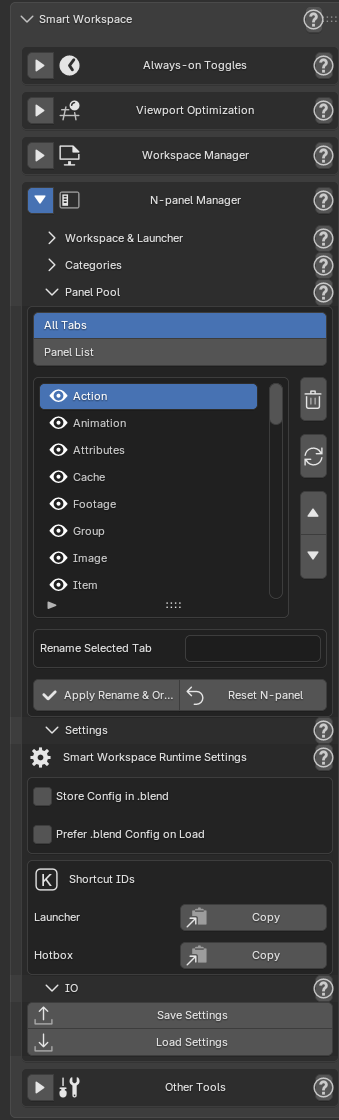 Smart Workspace
Always-on Toggles
Viewport Optimization
Workspace Manager
N-panel Manager
Workspace & Launcher
Categories
Panel Pool
All Tabs
Panel List
Action
Animation
Attributes
Cache
Footage
Group
Image
Item
Rename Selected Tab
Apply Rename & Or... Reset N-panel
Settings
Smart Workspace Runtime Settings
Store Config in .blend
Prefer .blend Config on Load
K Shortcut IDs
Launcher Copy
Hotbox Copy
IO
Save Settings
Load Settings
Other Tools